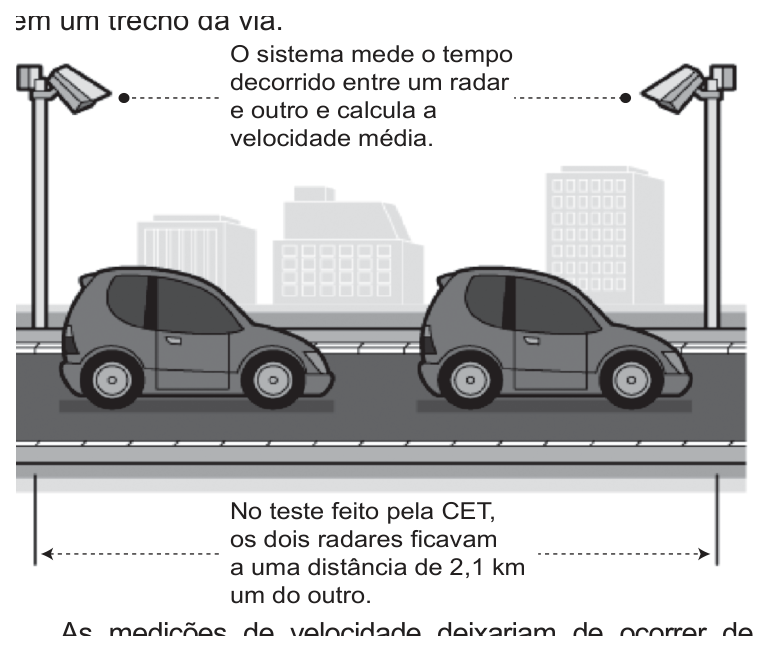 em um trecho da via.
O sistema mede o tempo
decorrido entre um radar
e outro e calcula a
velocidade média.
No teste feito pela CET,
os dois radares ficavam
a uma distância de 2,1 km
um do outro.
As medições de velocidade deixariam de ocorrer de